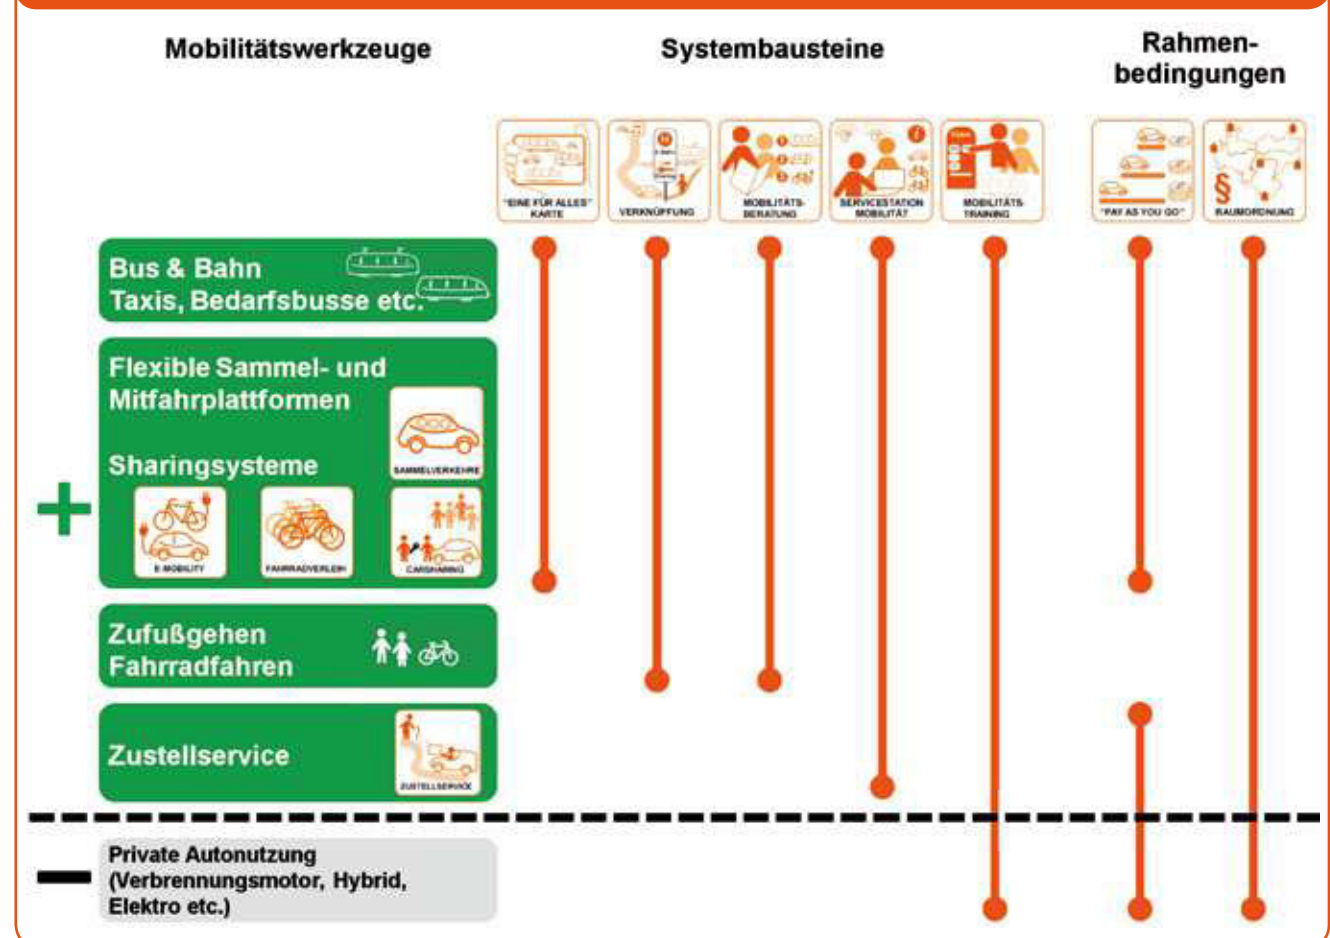 Mobilitätswerkzeuge
Systembausteine
Rahmen-
bedingungen
"EINE FÜR ALLES"
KARTE
VERKNÜPFUNG
MOBILITÄTS-
BERATUNG
SERVICESTATION
MOBILITÄT
MOBILITÄTS-
TRAINING
"PAY AS YOU GO"
RAUMORDNUNG
Bus & Bahn
Taxis, Bedarfsbusse etc.
Flexible Sammel- und
Mitfahrplattformen
SAMMELVERKEHRE
Sharingsysteme
E-MOBILITY
FAHRRADVERLEIH
CARSHARING
Zufußgehen
Fahrradfahren
Zustellservice
ZUSTELLSERVICE
Private Autonutzung
(Verbrennungsmotor, Hybrid,
Elektro etc.)